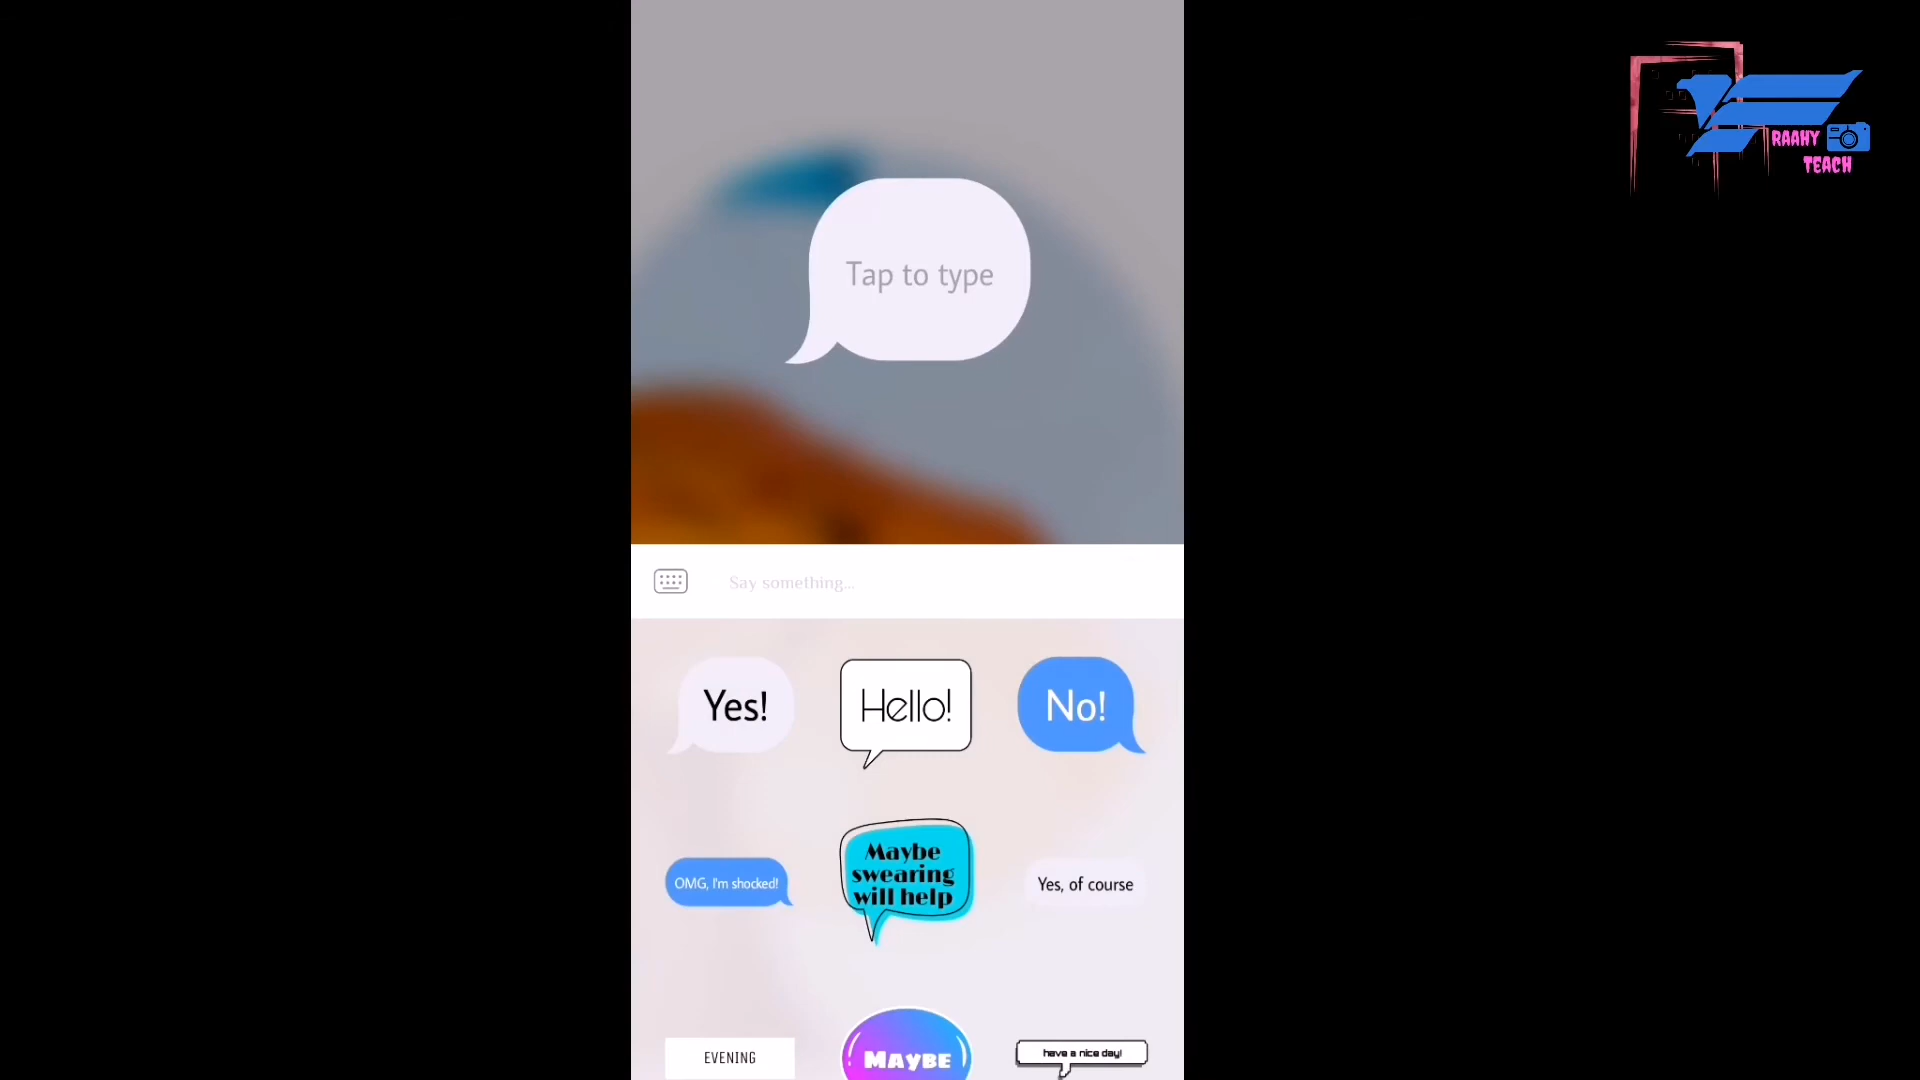 RAAHY
TEACH
Tap to type
Say something...
Yes!
Hello!
No!
OMG, I'm shocked!
Maybe
swearing
will help
Yes, of course
EVENING
MAYBE
have a nice day!